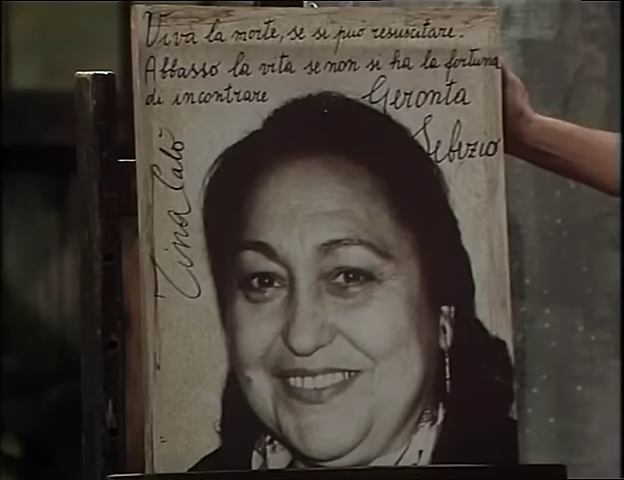 Viva la morte, se si può resuscitare.
Abbasso la vita se non si ha la fortuna
di incontrare Geronta
Sebezio
Tina Calò